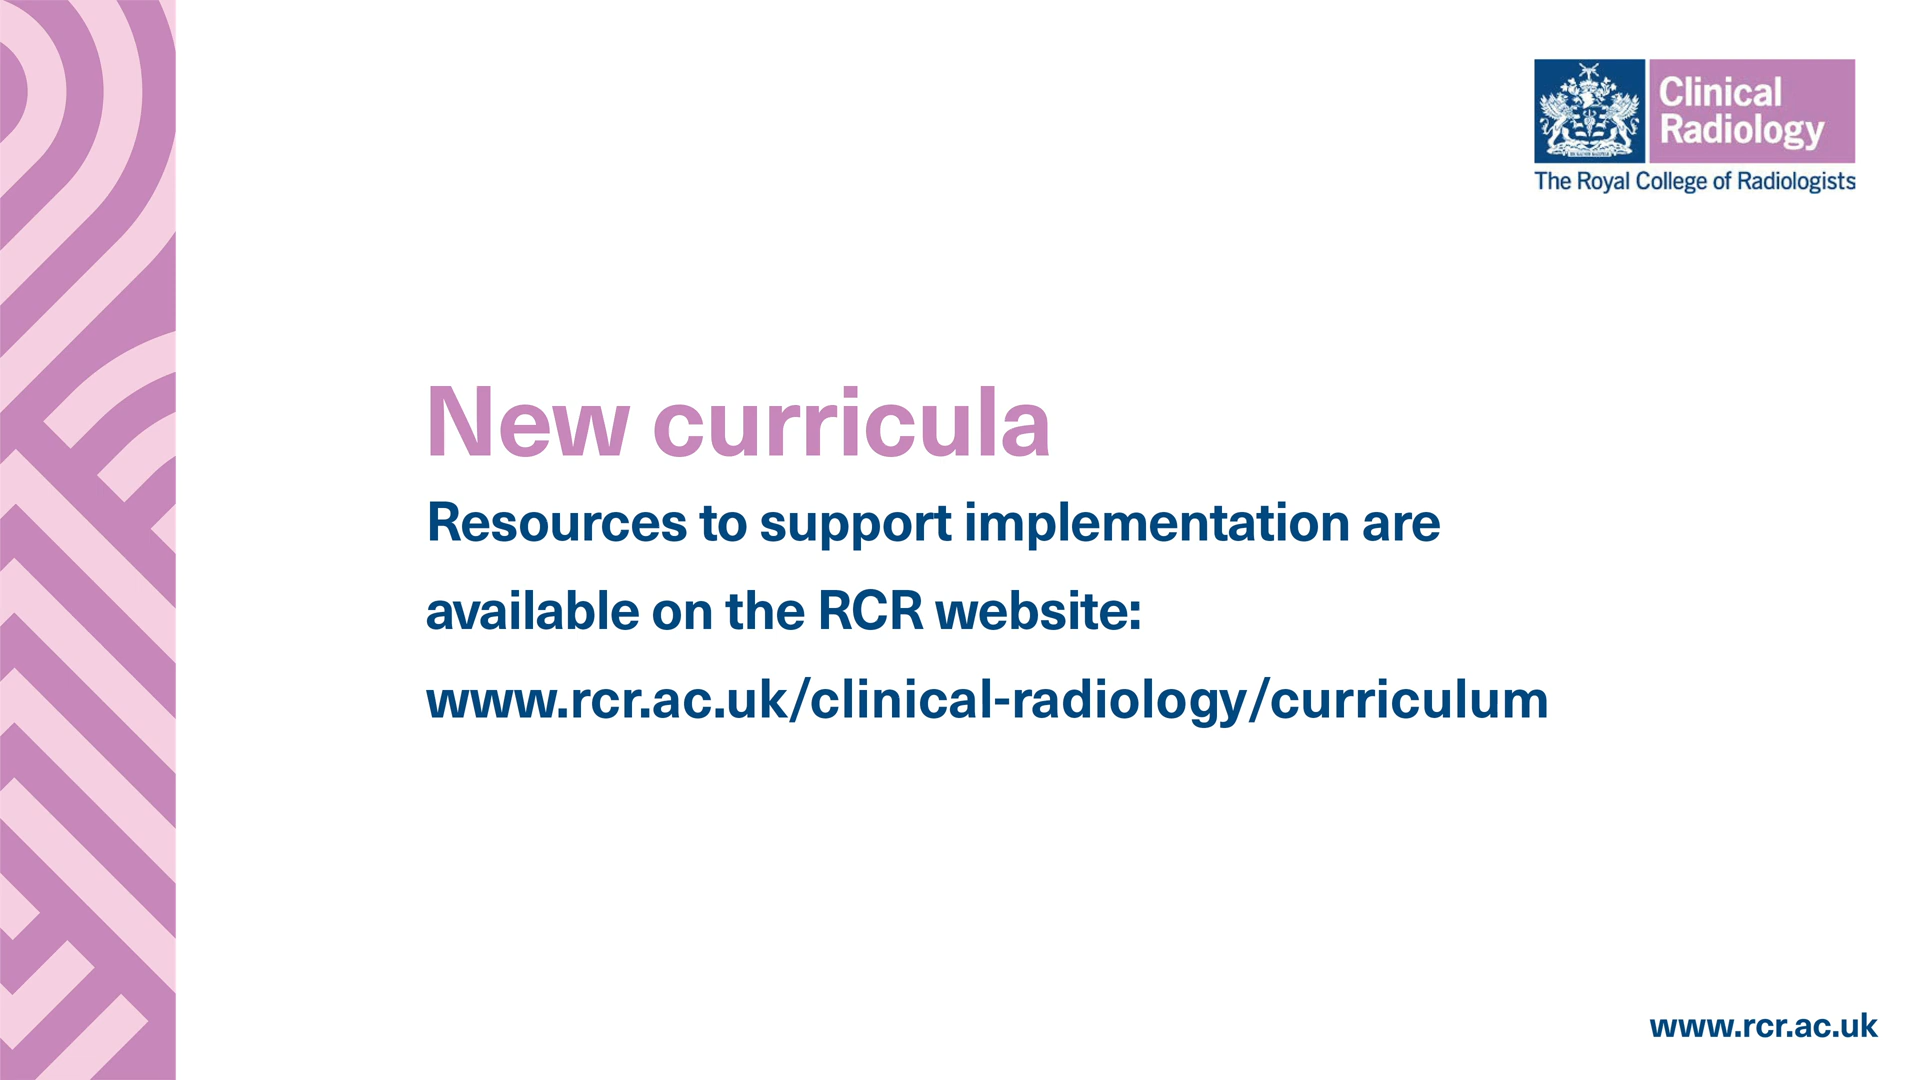 Clinical
Radiology
The Royal College of Radiologists
New curricula
Resources to support implementation are
available on the RCR website:
www.rcr.ac.uk/clinical-radiology/curriculum
www.rcr.ac.uk